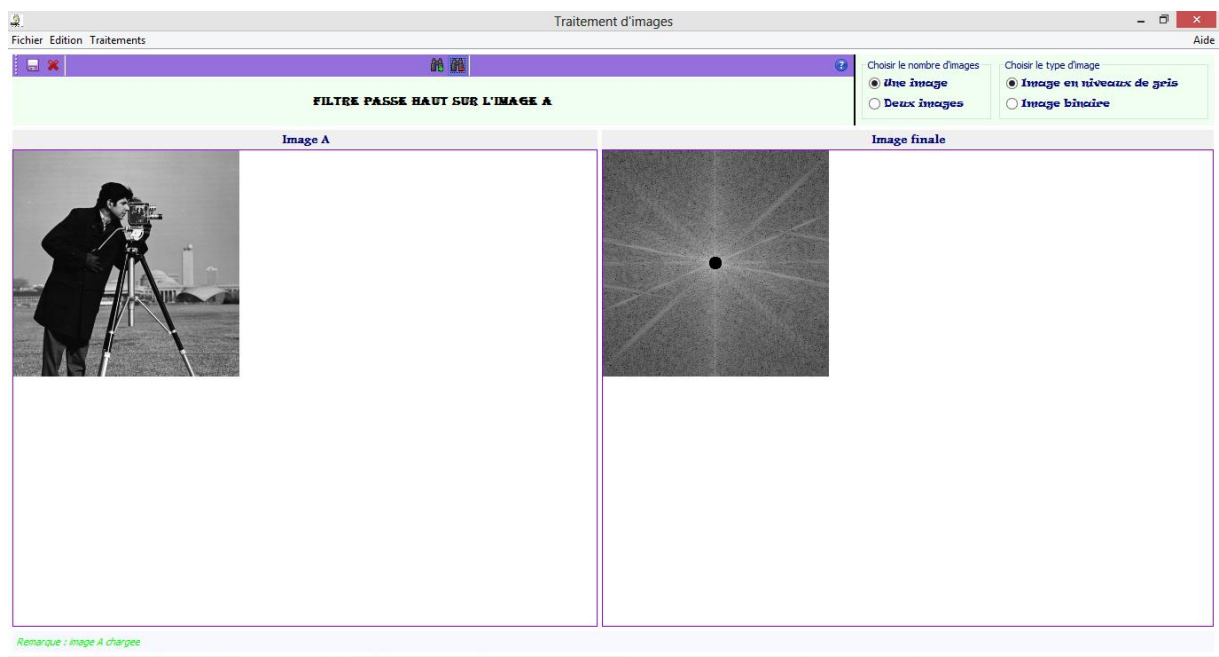 Traitement d'images
Fichier Edition Traitements Aide
Choisir le nombre d'images Choisir le type d'image
Une image Image en niveaux de gris
FILTRE PASSE HAUT SUR L'IMAGE A
Deux images Image binaire
Image A Image finale
Remarque : image A chargee